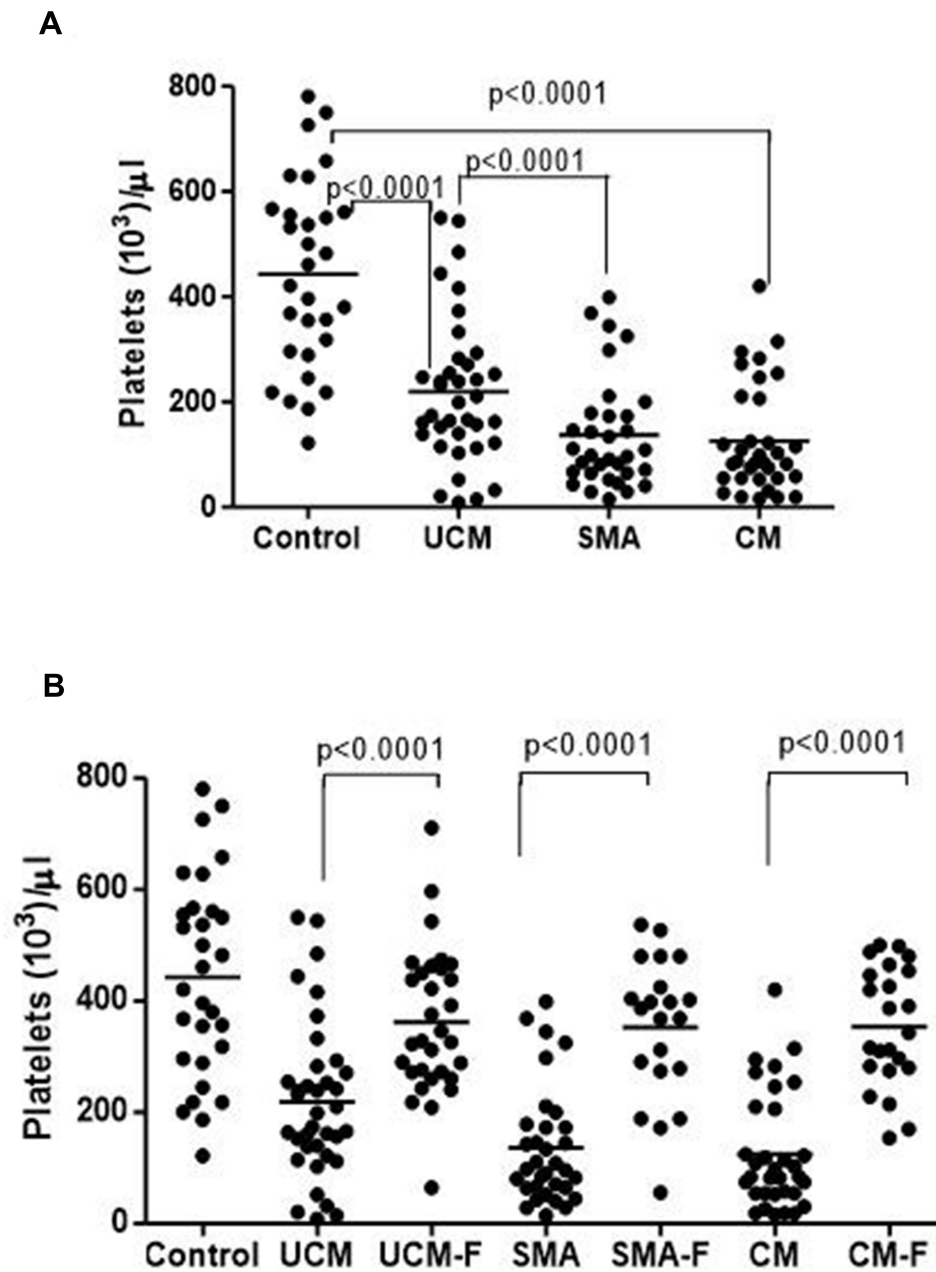 A
p<0.0001
p<0.0001
p<0.0001
Platelets (10³)/µl
800
600
400
200
0
Control UCM SMA CM
B
p<0.0001 p<0.0001 p<0.0001
Platelets (10³)/µl
800
600
400
200
0
Control UCM UCM-F SMA SMA-F CM CM-F